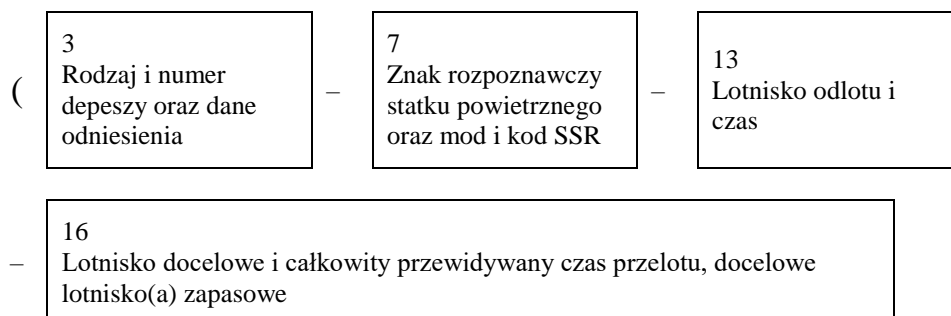 (
3
Rodzaj i numer
depeszy oraz dane
odniesienia
–
7
Znak rozpoznawczy
statku powietrznego
oraz mod i kod SSR
–
13
Lotnisko odlotu i
czas
–
16
Lotnisko docelowe i całkowity przewidywany czas przelotu, docelowe
lotnisko(a) zapasowe